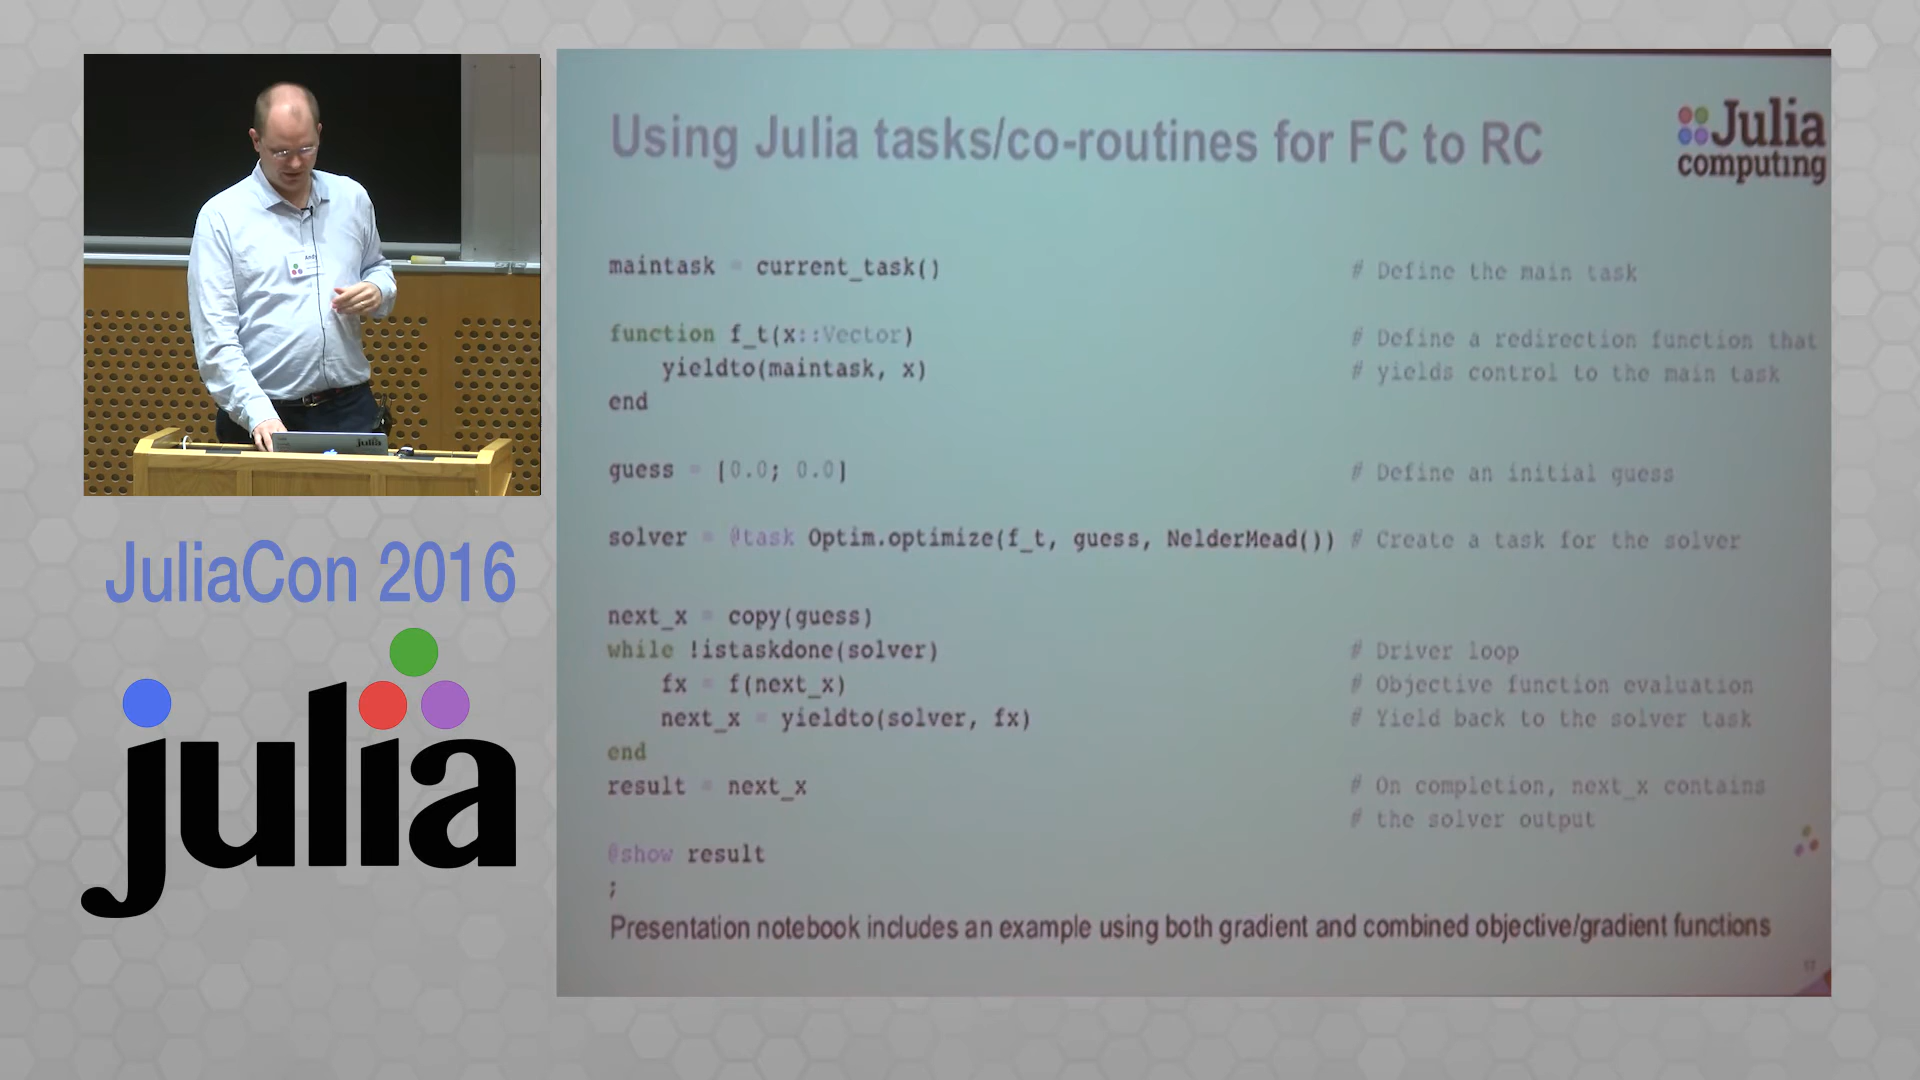 Using Julia tasks/co-routines for FC to RC
Julia
computing
maintask = current_task() # Define the main task
function f_t(x::Vector) # Define a redirection function that
yieldto(maintask, x) # yields control to the main task
end
guess = [0.0; 0.0] # Define an initial guess
solver = @task Optim.optimize(f_t, guess, NelderMead()) # Create a task for the solver
next_x = copy(guess)
while !istaskdone(solver) # Driver loop
fx = f(next_x) # Objective function evaluation
next_x = yieldto(solver, fx) # Yield back to the solver task
end
result = next_x # On completion, next_x contains
# the solver output
@show result
;
Presentation notebook includes an example using both gradient and combined objective/gradient functions
julia
JuliaCon 2016
julia